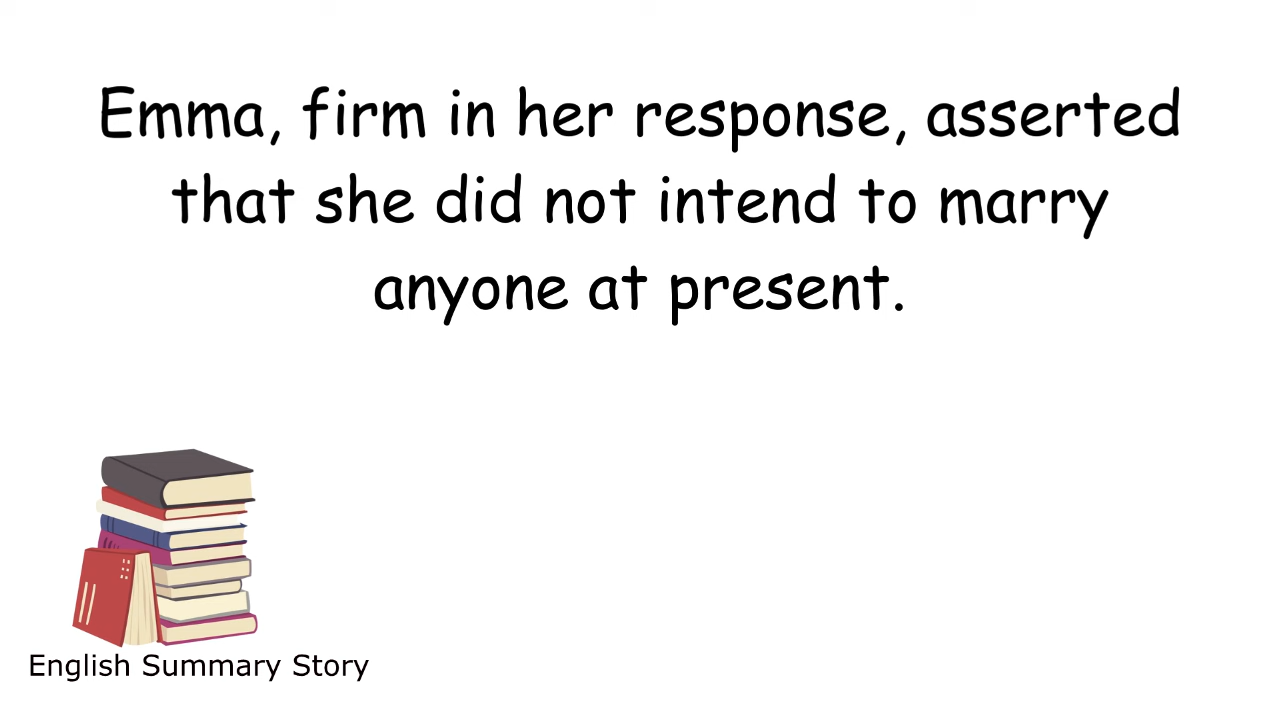 Emma, firm in her response, asserted
that she did not intend to marry
anyone at present.
English Summary Story